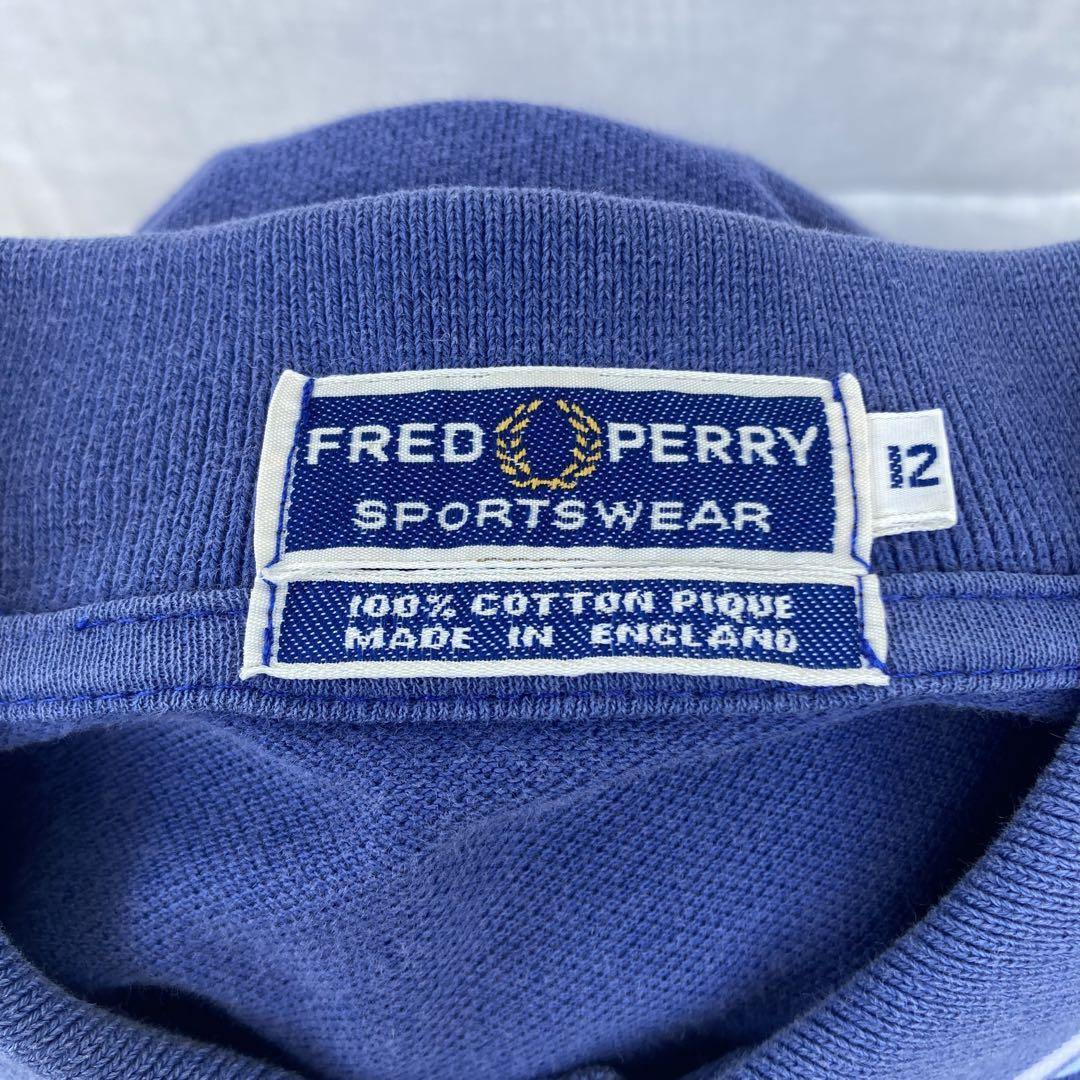 FRED PERRY
SPORTSWEAR
12
100% COTTON PIQUE
MADE IN ENGLAND